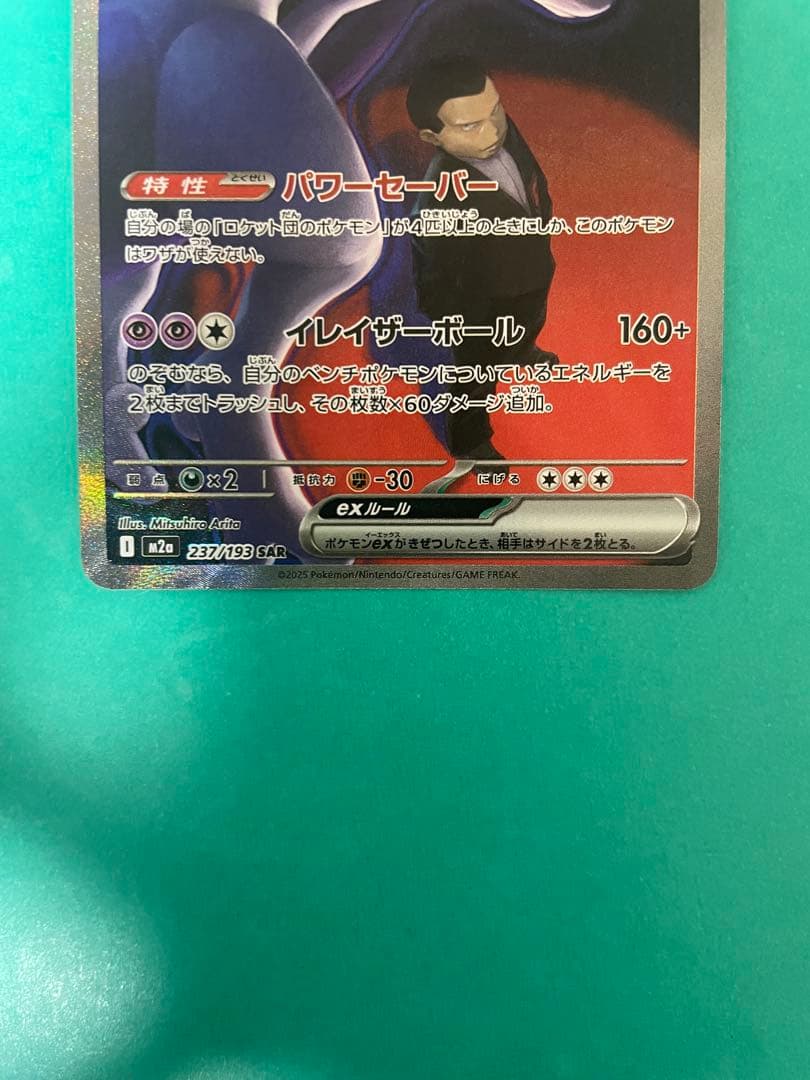 特性 とくせい パワーセーバー
自分の場の「ロケット団のポケモン」が4匹以上のときにしか、このポケモン
はワザが使えない。
イレイザーボール 160+
のぞむなら、自分のベンチポケモンについているエネルギーを
2枚までトラッシュし、その枚数×60ダメージ追加。
弱点 ×2 抵抗力 -30 にげる
Illus. Mitsuhiro Arita
exルール
ポケモンexがきぜつしたとき、相手はサイドを2枚とる。
I m2a 237/193 SAR
©2025 Pokémon/Nintendo/Creatures/GAME FREAK.